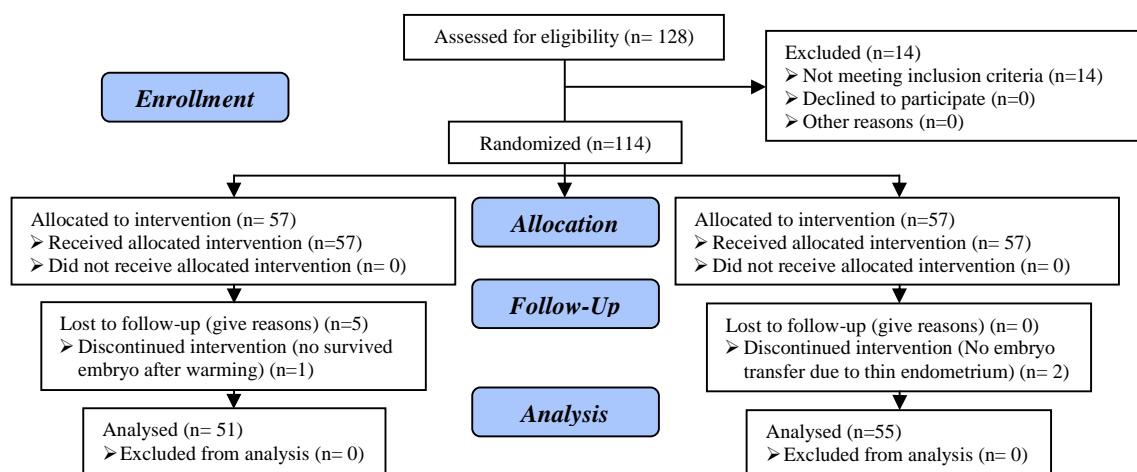 Assessed for eligibility (n= 128)
Excluded (n=14)
➢ Not meeting inclusion criteria (n=14)
➢ Declined to participate (n=0)
➢ Other reasons (n=0)
Enrollment
Randomized (n=114)
Allocated to intervention (n= 57)
➢ Received allocated intervention (n=57)
➢ Did not receive allocated intervention (n= 0)
Allocation
Allocated to intervention (n=57)
➢ Received allocated intervention (n= 57)
➢ Did not receive allocated intervention (n= 0)
Follow-Up
Lost to follow-up (give reasons) (n=5)
➢ Discontinued intervention (no survived
embryo after warming) (n=1)
Lost to follow-up (give reasons) (n= 0)
➢ Discontinued intervention (No embryo
transfer due to thin endometrium) (n= 2)
Analysis
Analysed (n= 51)
➢ Excluded from analysis (n= 0)
Analysed (n=55)
➢ Excluded from analysis (n= 0)